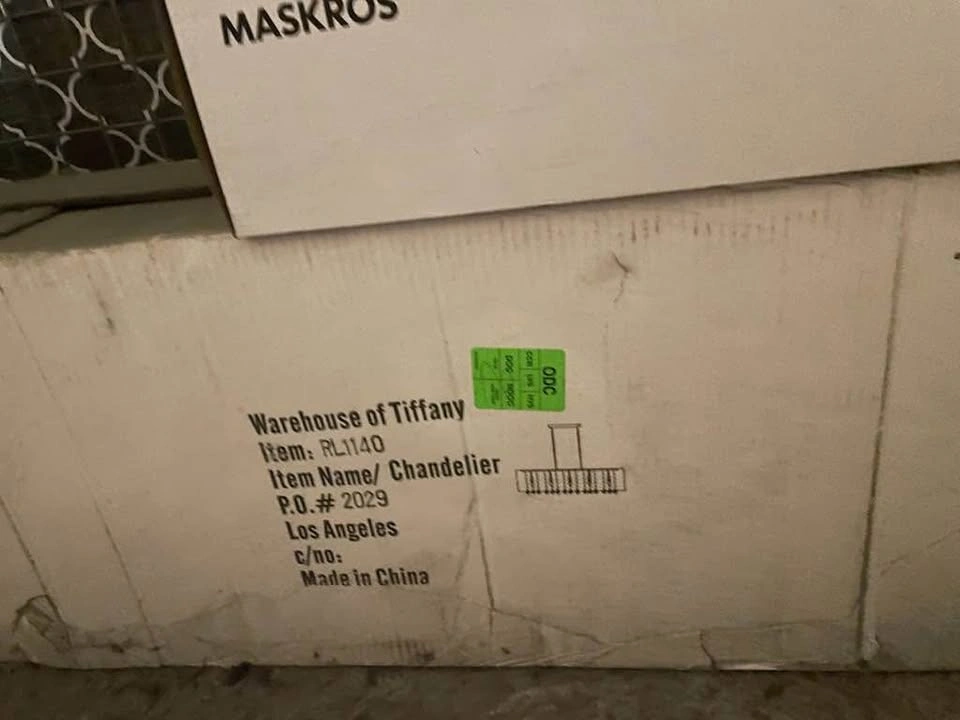 MASKROS
ODC
Warehouse of Tiffany
Item: RL1140
Item Name/ Chandelier
P.O.# 2029
Los Angeles
c/no:
Made in China